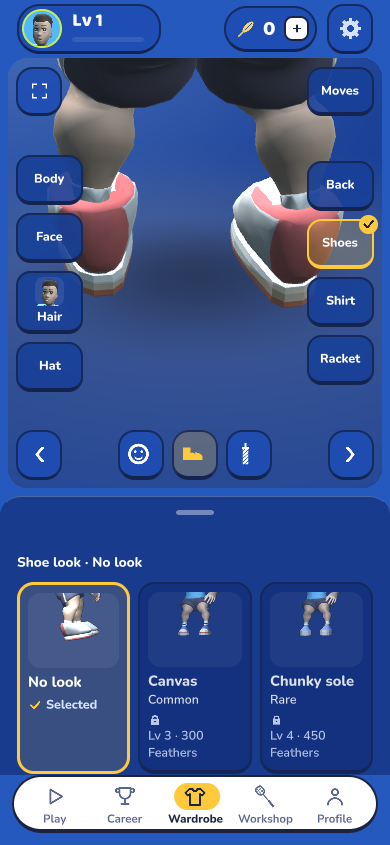 Lv 1
0
+
Moves
Body
Back
Face
Shoes
Hair
Shirt
Hat
Racket
Shoe look · No look
No look
Selected
Canvas
Common
Lv 3 · 300
Feathers
Chunky sole
Rare
Lv 4 · 450
Feathers
Play
Career
Wardrobe
Workshop
Profile